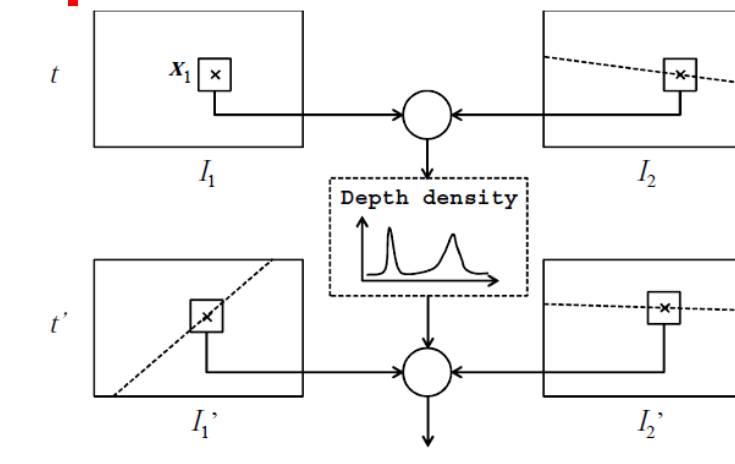 t
X₁
I₁
I₂
Depth density
t’
I₁’
I₂’